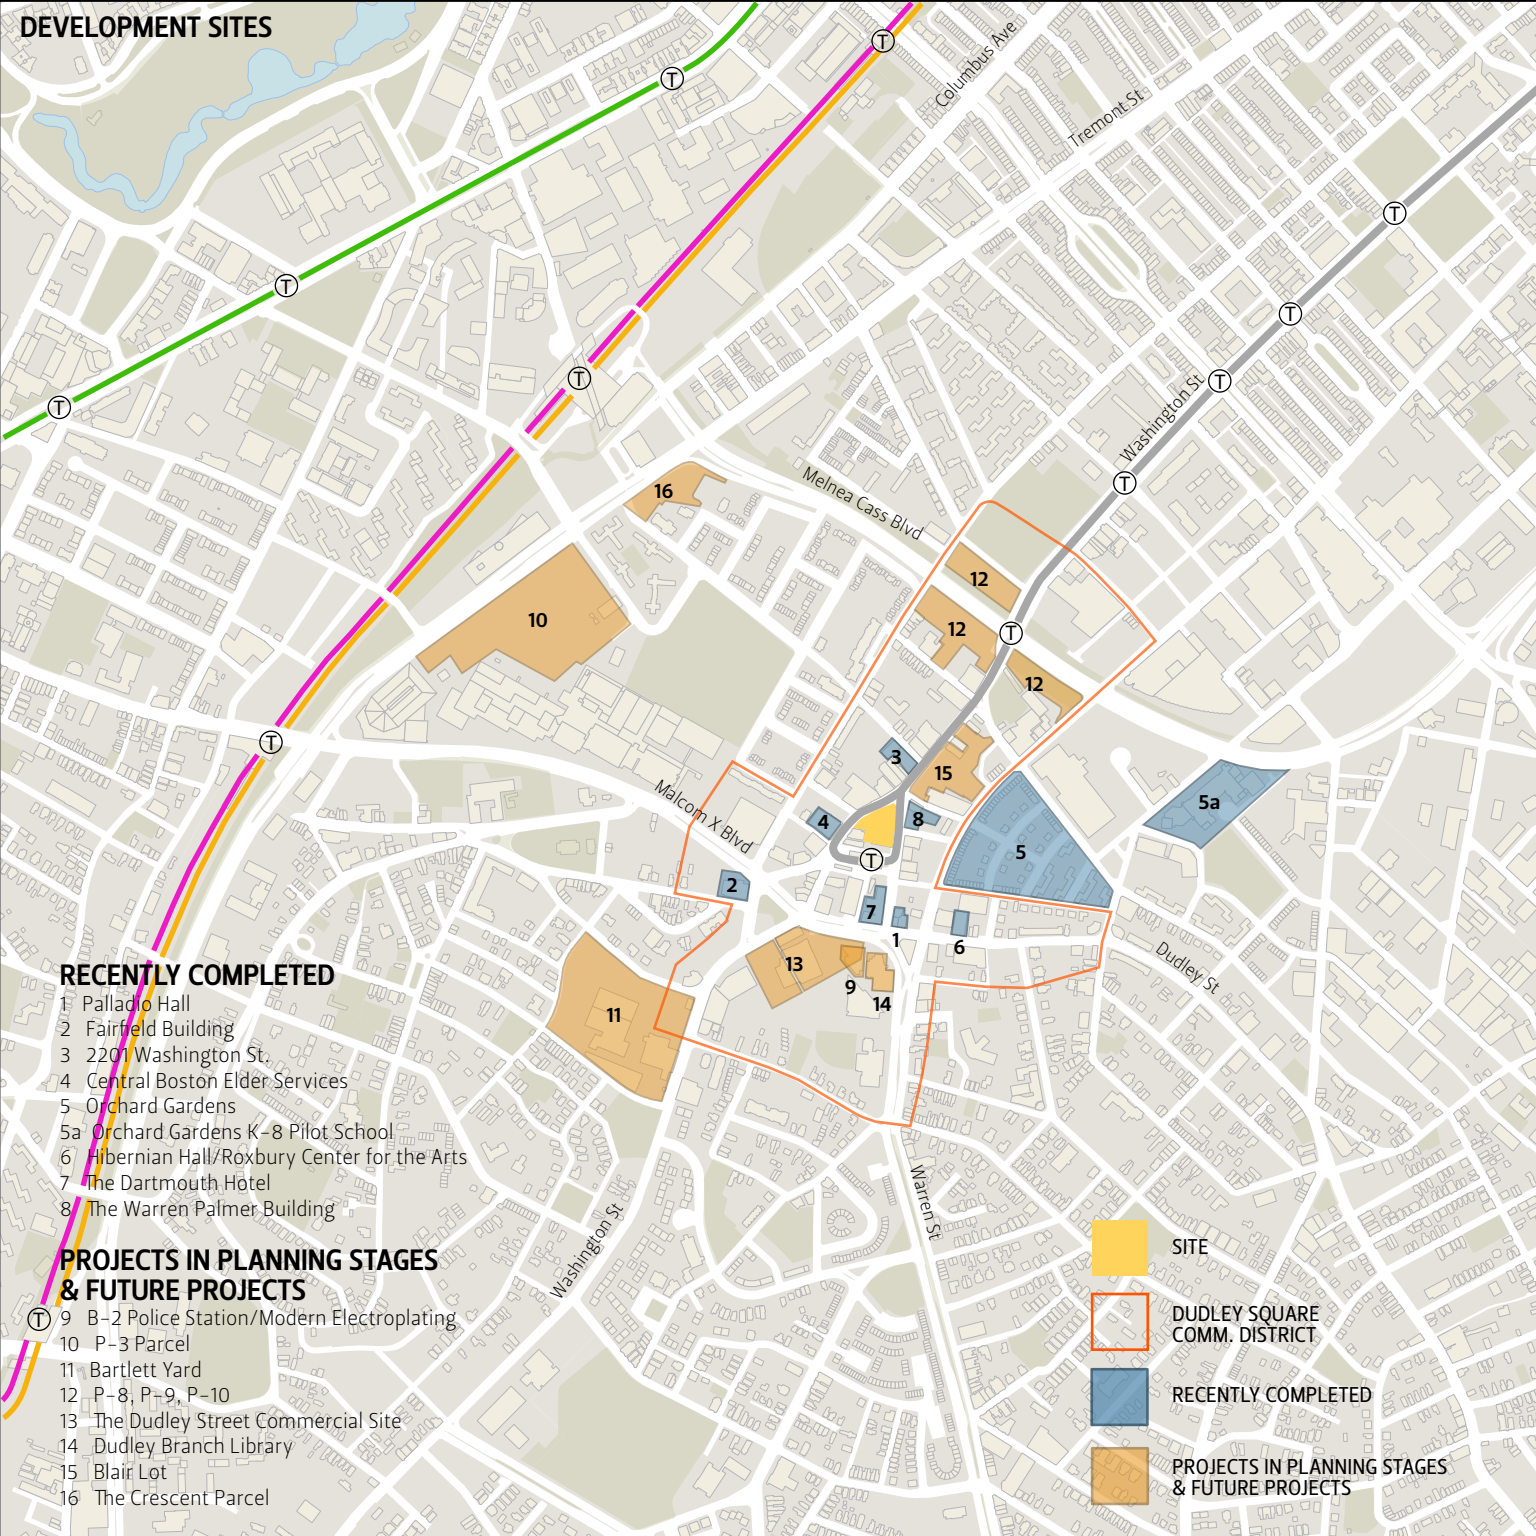 DEVELOPMENT SITES
T
T
Columbus Ave
Tremont St
T
T
T
T
T
T
Washington St
T
Melnea Cass Blvd
16
12
10
12
T
12
T
3
15
5a
Malcom X Blvd
4
8
5
T
2
7
1
6
Dudley St
13
9
14
11
Warren St
Washington St
RECENTLY COMPLETED
1 Palladio Hall
2 Fairfield Building
3 2201 Washington St.
4 Central Boston Elder Services
5 Orchard Gardens
5a Orchard Gardens K-8 Pilot School
6 Hibernian Hall/Roxbury Center for the Arts
7 The Dartmouth Hotel
8 The Warren Palmer Building
PROJECTS IN PLANNING STAGES
& FUTURE PROJECTS
T
9 B-2 Police Station/Modern Electroplating
10 P-3 Parcel
11 Bartlett Yard
12 P-8, P-9, P-10
13 The Dudley Street Commercial Site
14 Dudley Branch Library
15 Blair Lot
16 The Crescent Parcel
SITE
DUDLEY SQUARE
COMM. DISTRICT
RECENTLY COMPLETED
PROJECTS IN PLANNING STAGES
& FUTURE PROJECTS